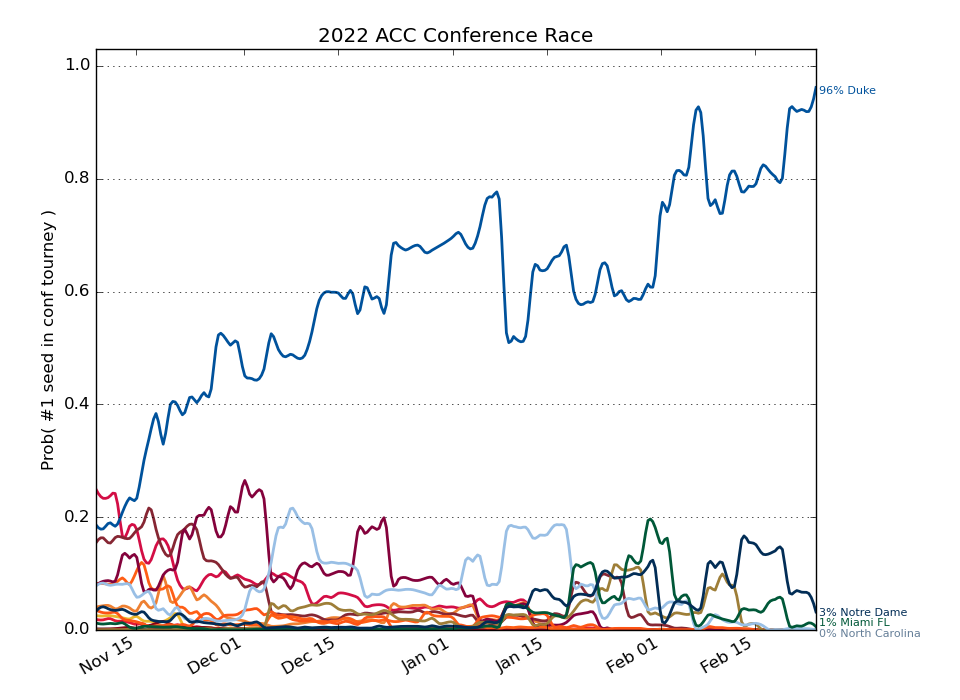 2022 ACC Conference Race
Prob( #1 seed in conf tourney )
1.0
0.8
0.6
0.4
0.2
0.0
Nov 15
Dec 01
Dec 15
Jan 01
Jan 15
Feb 01
Feb 15
96% Duke
3% Notre Dame
1% Miami FL
0% North Carolina